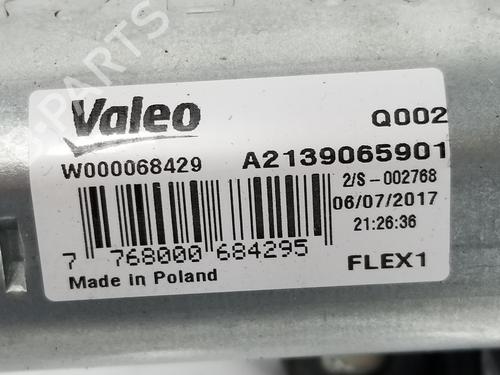 Valeo
Q002
W000068429
A2139065901
2/S-002768
06/07/2017
21:26:36
7 768000 684295
Made in Poland
FLEX1
PARTS